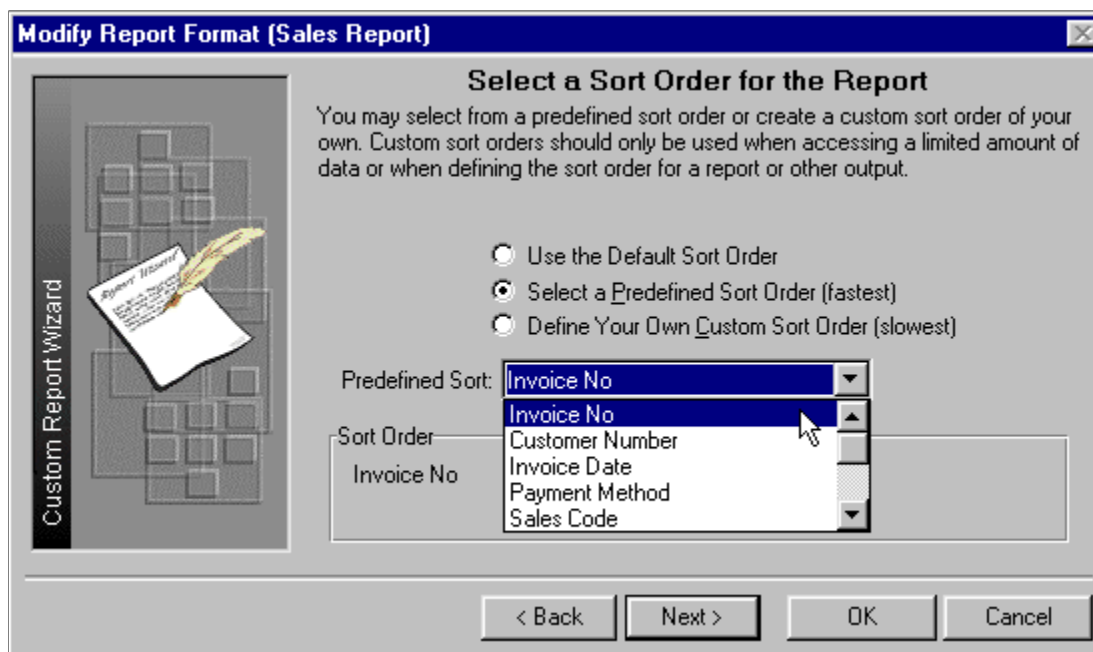 Modify Report Format (Sales Report)
Select a Sort Order for the Report
You may select from a predefined sort order or create a custom sort order of your
own. Custom sort orders should only be used when accessing a limited amount of
data or when defining the sort order for a report or other output.
Use the Default Sort Order
Select a Predefined Sort Order (fastest)
Define Your Own Custom Sort Order (slowest)
Predefined Sort: Invoice No
Invoice No
Customer Number
Invoice Date
Payment Method
Sales Code
Sort Order
Invoice No
Custom Report Wizard
Report Wizard
< Back Next > OK Cancel